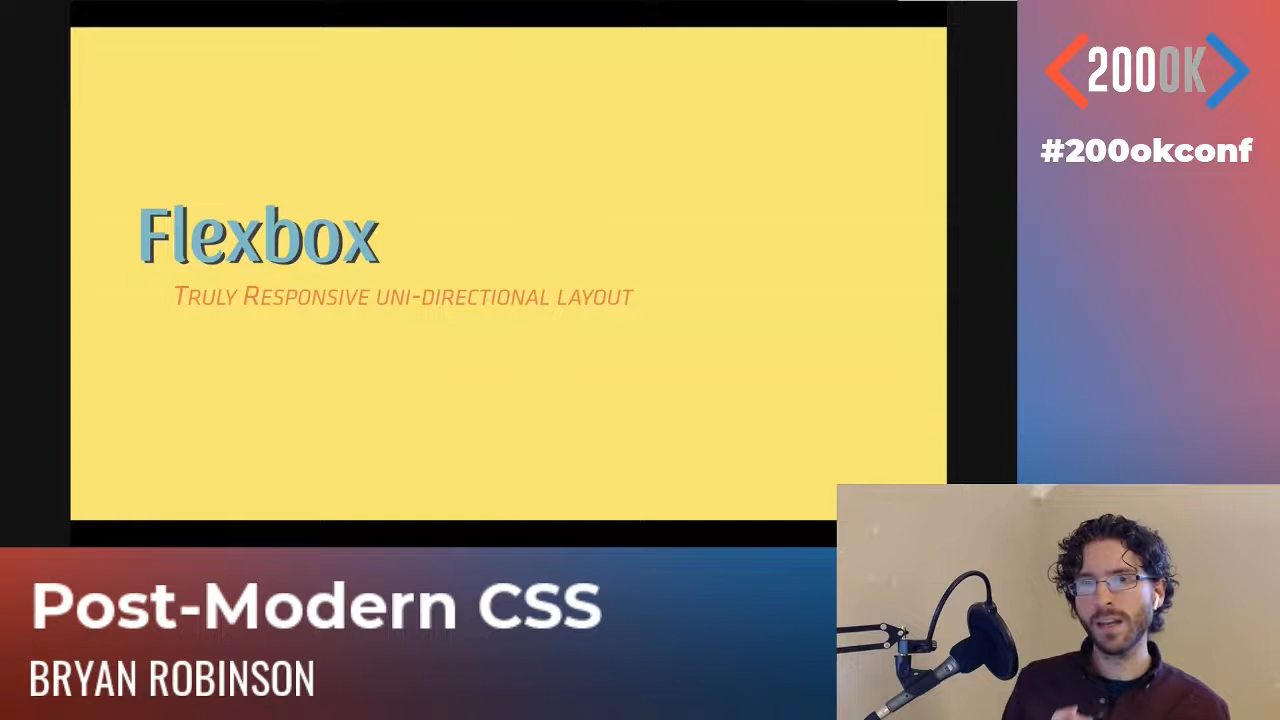 Flexbox
Truly Responsive uni-directional layout
200OK
#200okconf
Post-Modern CSS
BRYAN ROBINSON